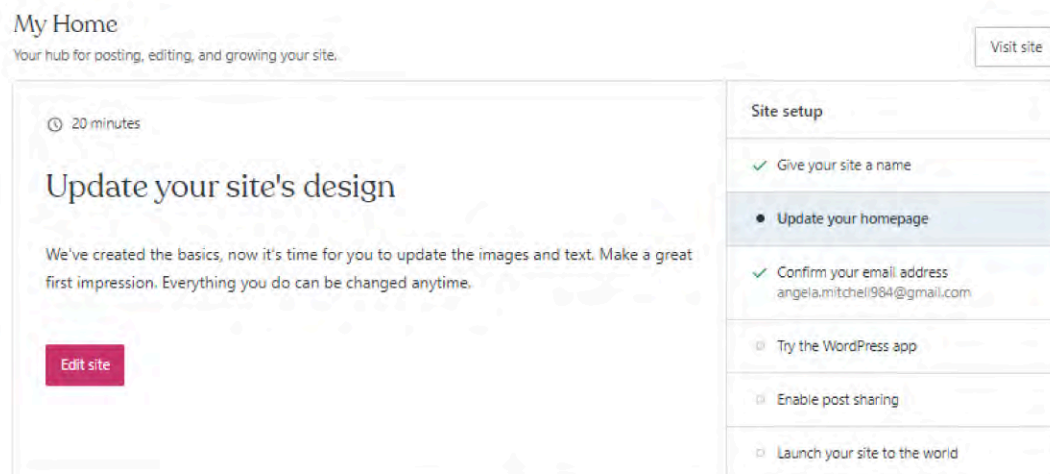 My Home
Your hub for posting, editing, and growing your site.
Visit site
20 minutes
Update your site's design
We've created the basics, now it's time for you to update the images and text. Make a great
first impression. Everything you do can be changed anytime.
Edit site
Site setup
Give your site a name
Update your homepage
Confirm your email address
angela.mitchell984@gmail.com
Try the WordPress app
Enable post sharing
Launch your site to the world